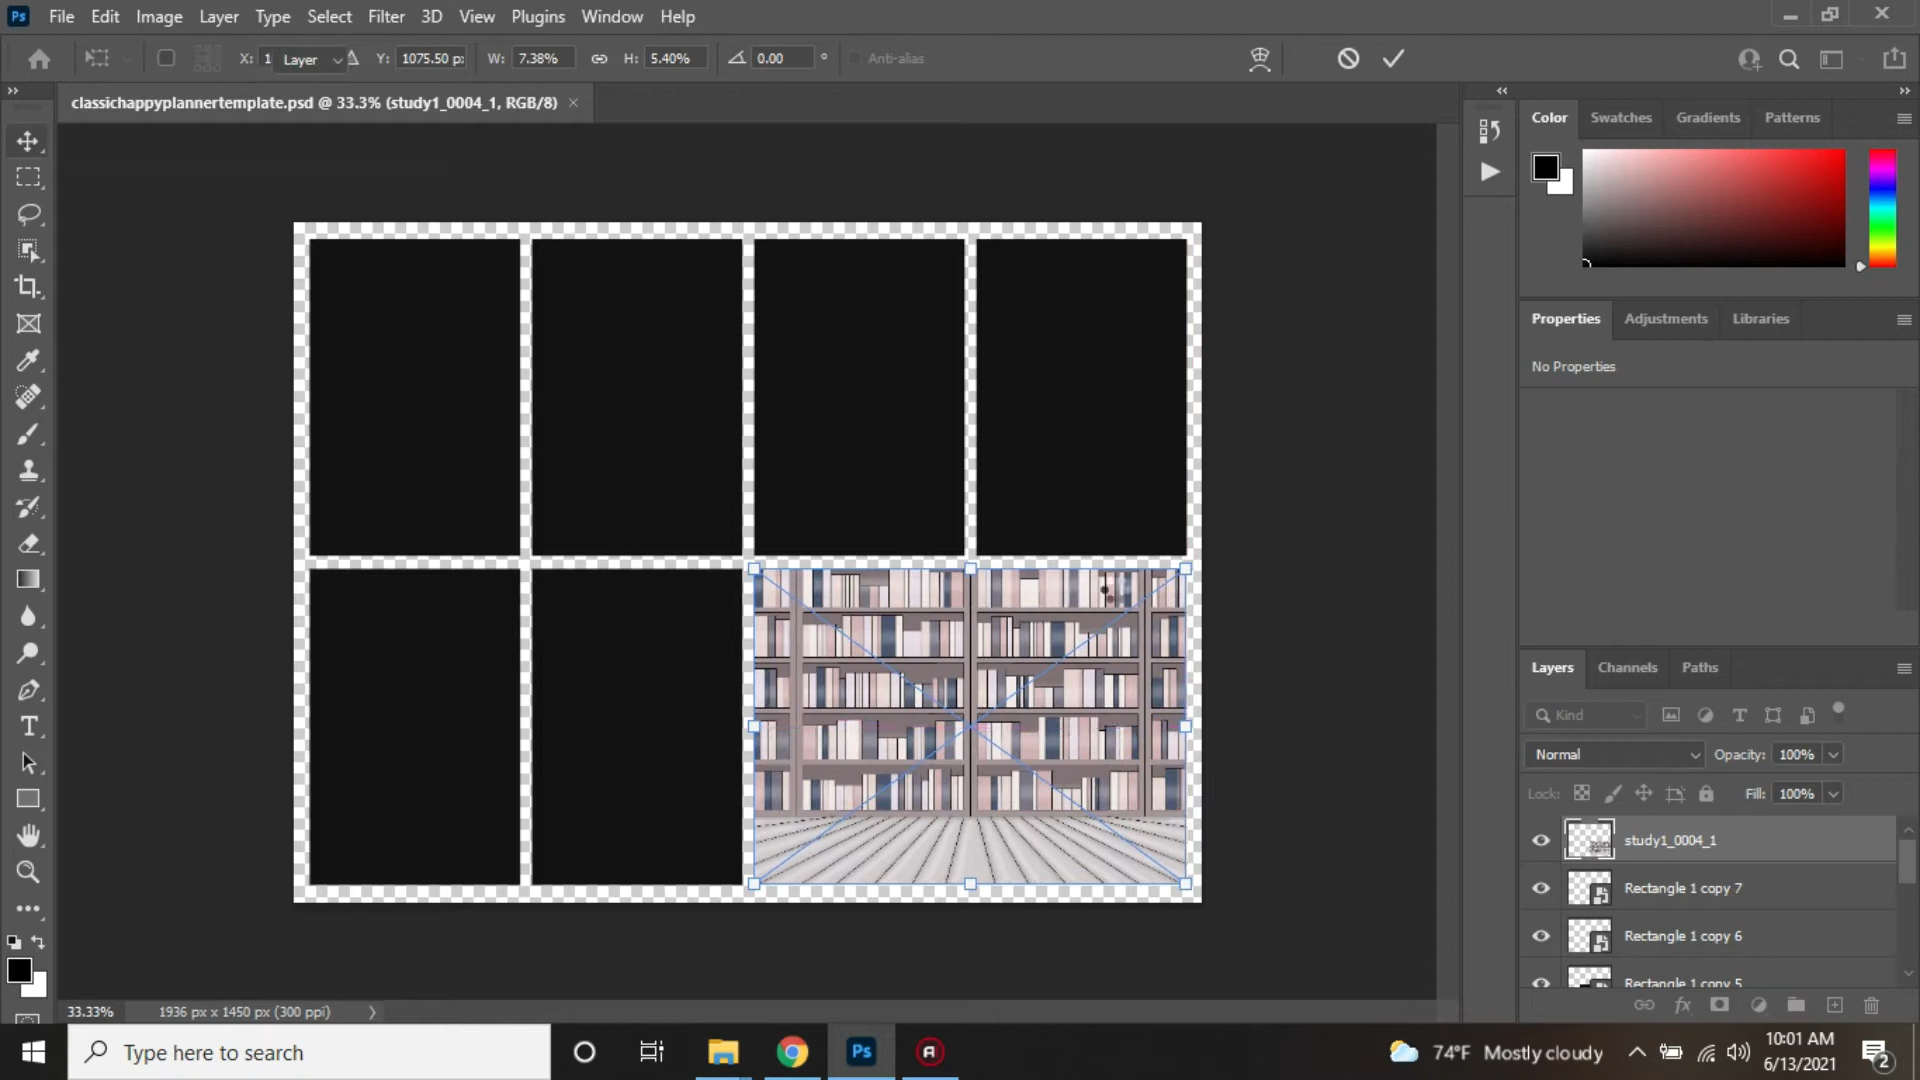 Ps File Edit Image Layer Type Select Filter 3D View Plugins Window Help
X: 1 Layer Y: 1075.50 p W: 7.38% H: 5.40% 0.00 ° Anti-alias
classichappyplannertemplate.psd @ 33.3% (study1_0004_1, RGB/8) ×
Color Swatches Gradients Patterns
Properties Adjustments Libraries
No Properties
Layers Channels Paths
Kind
Normal Opacity: 100%
Lock: Fill: 100%
study1_0004_1
Rectangle 1 copy 7
Rectangle 1 copy 6
Rectangle 1 copy 5
33.33% 1936 px x 1450 px (300 ppi)
Type here to search
Ps
74°F Mostly cloudy
10:01 AM
6/13/2021
2